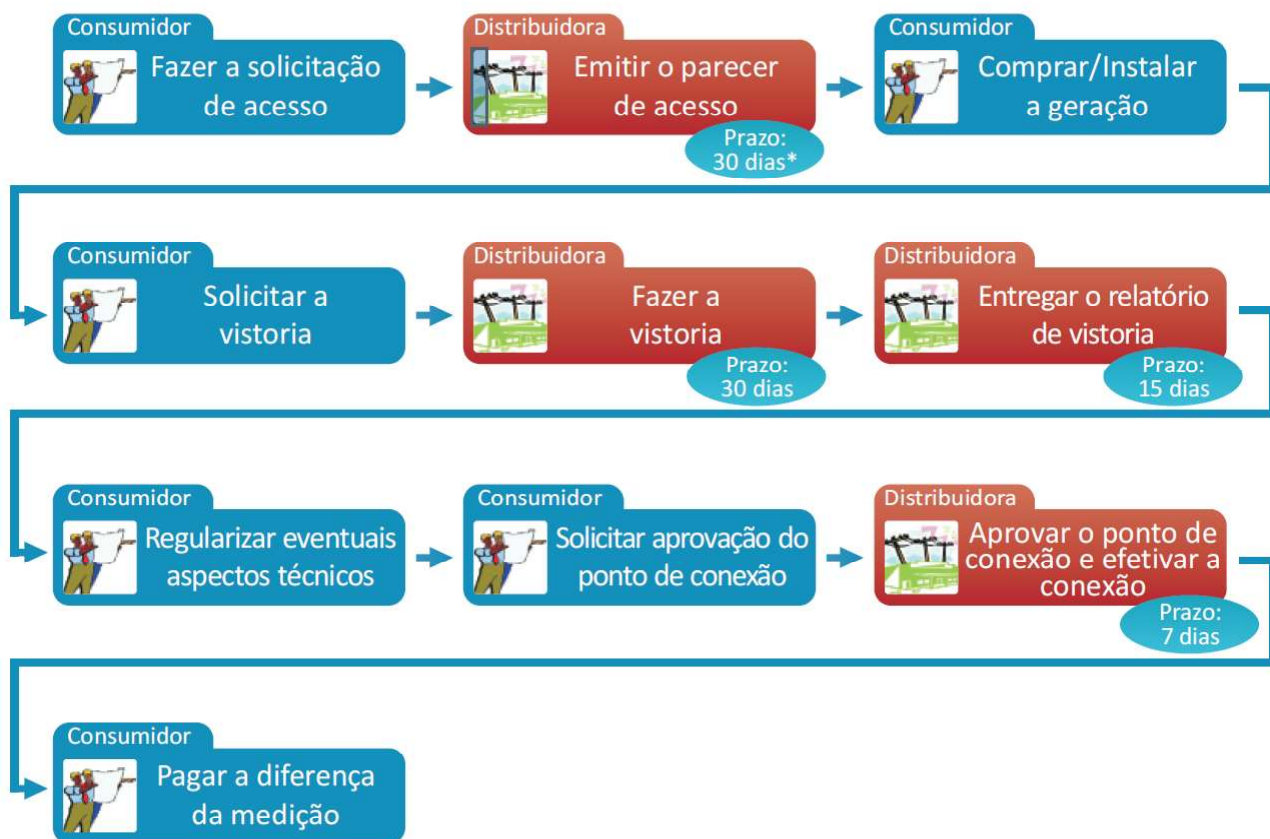 Consumidor
Fazer a solicitação
de acesso
Distribuidora
Emitir o parecer
de acesso
Prazo:
30 dias*
Consumidor
Comprar/Instalar
a geração
Consumidor
Solicitar a
vistoria
Distribuidora
Fazer a
vistoria
Prazo:
30 dias
Distribuidora
Entregar o relatório
de vistoria
Prazo:
15 dias
Consumidor
Regularizar eventuais
aspectos técnicos
Consumidor
Solicitar aprovação do
ponto de conexão
Distribuidora
Aprovar o ponto de
conexão e efetivar a
conexão
Prazo:
7 dias
Consumidor
Pagar a diferença
da medição